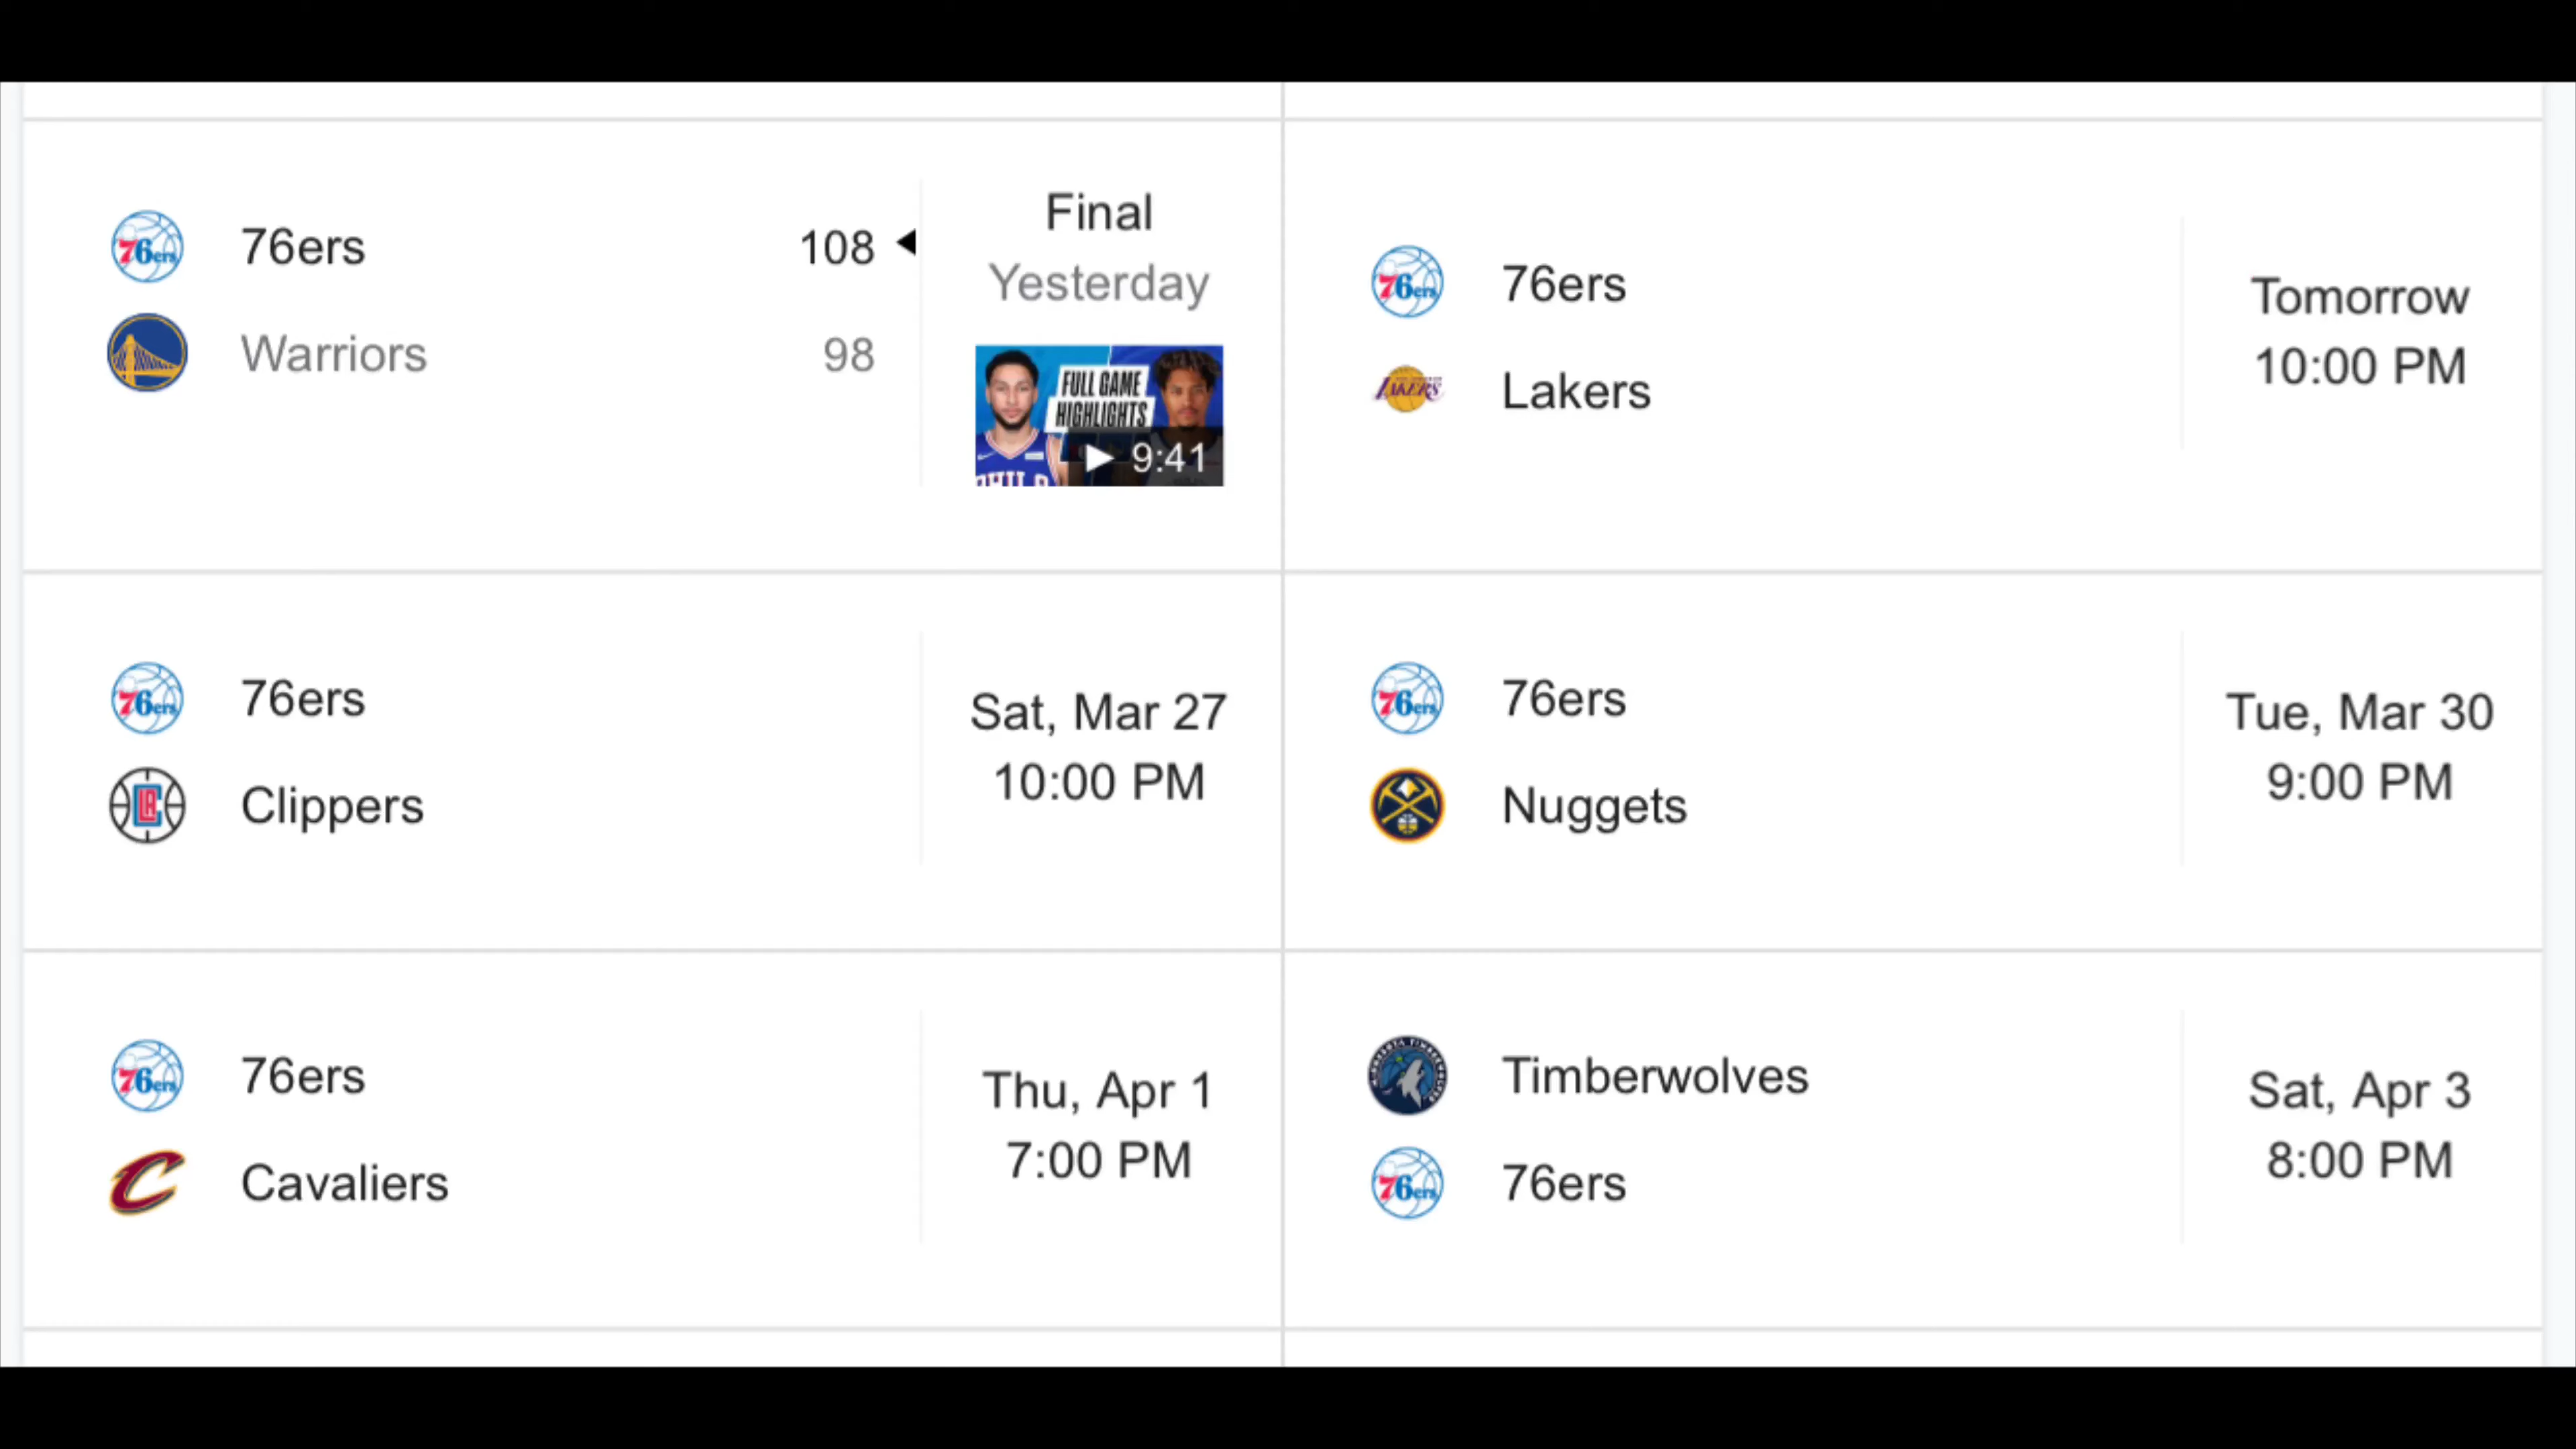 76ers 108
Warriors 98
Final
Yesterday
FULL GAME
HIGHLIGHTS
9:41
PHILA
76ers
Lakers
Tomorrow
10:00 PM
LAKERS
76ers
Clippers
Sat, Mar 27
10:00 PM
76ers
Nuggets
Tue, Mar 30
9:00 PM
76ers
Cavaliers
Thu, Apr 1
7:00 PM
Timberwolves
76ers
Sat, Apr 3
8:00 PM